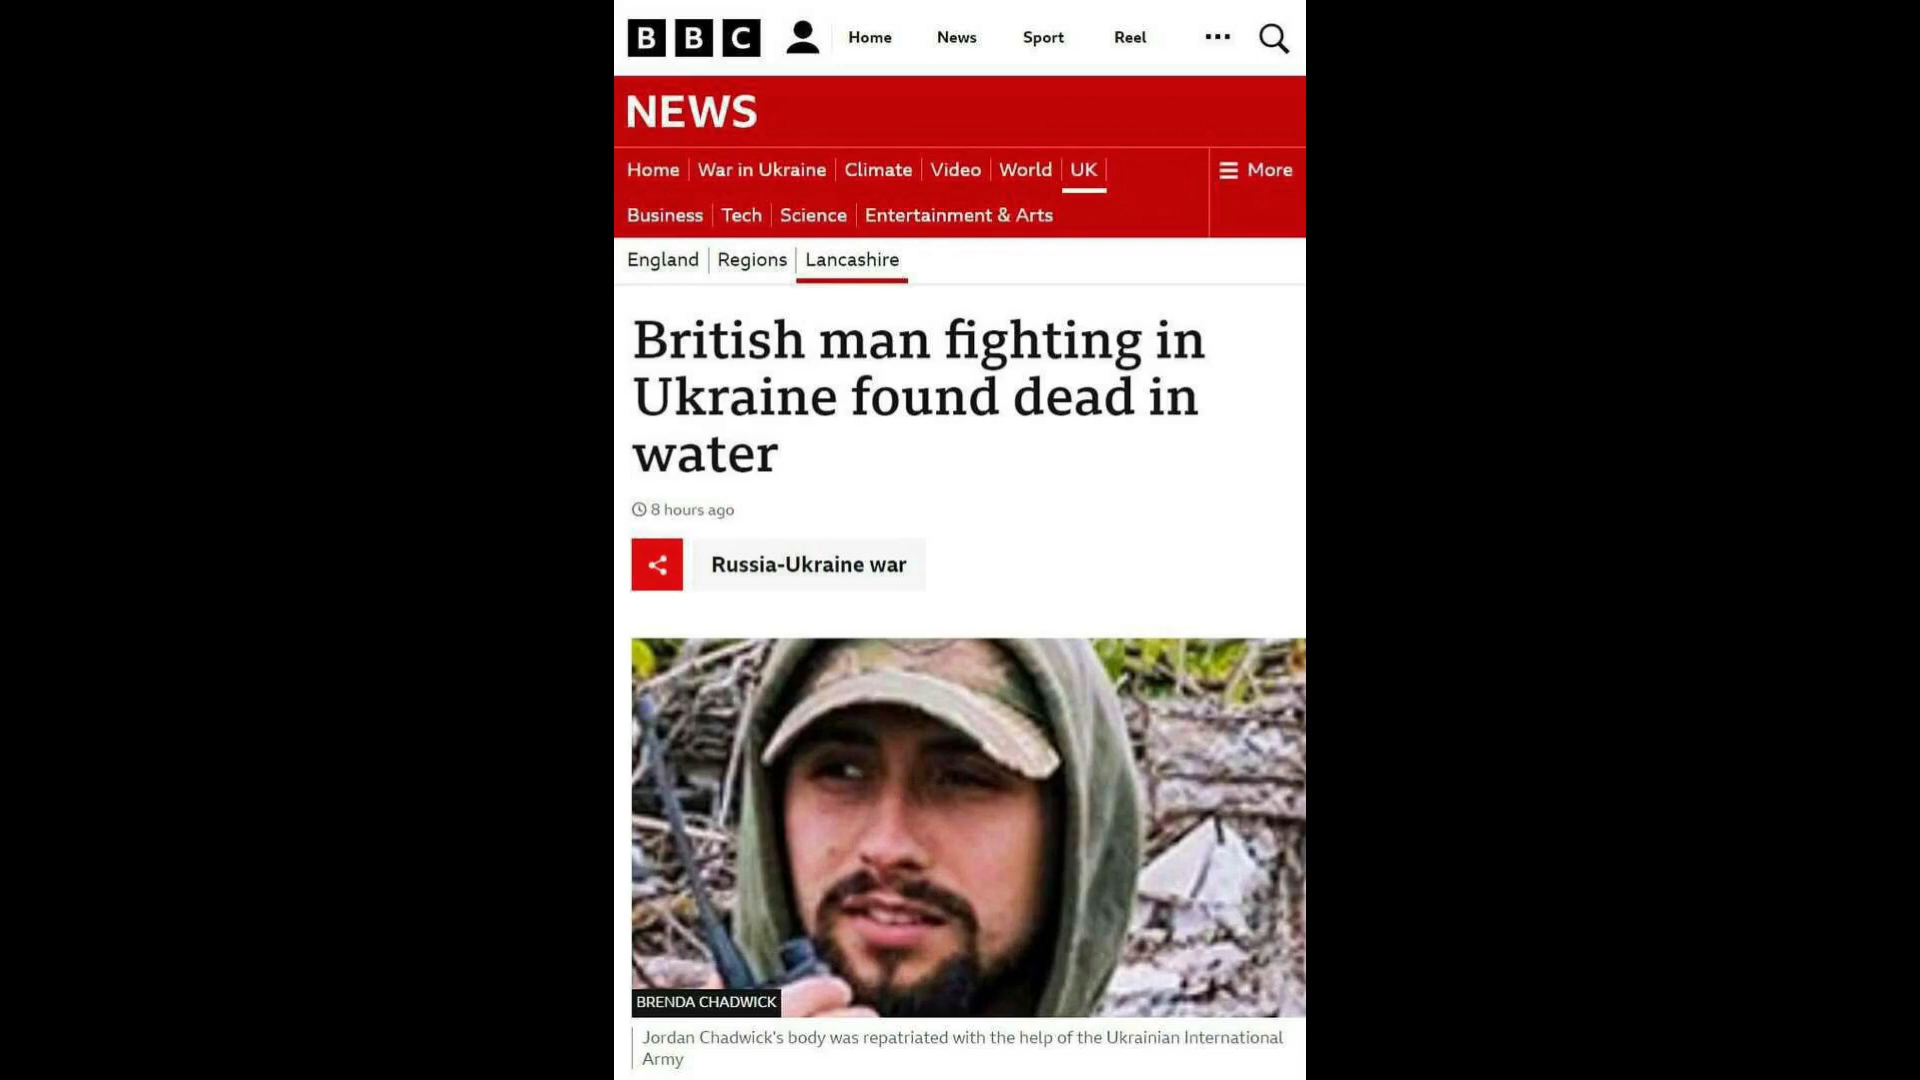 BBC Home News Sport Reel
NEWS
Home War in Ukraine Climate Video World UK More
Business Tech Science Entertainment & Arts
England Regions Lancashire
British man fighting in
Ukraine found dead in
water
8 hours ago
Russia-Ukraine war
BRENDA CHADWICK
Jordan Chadwick's body was repatriated with the help of the Ukrainian International
Army